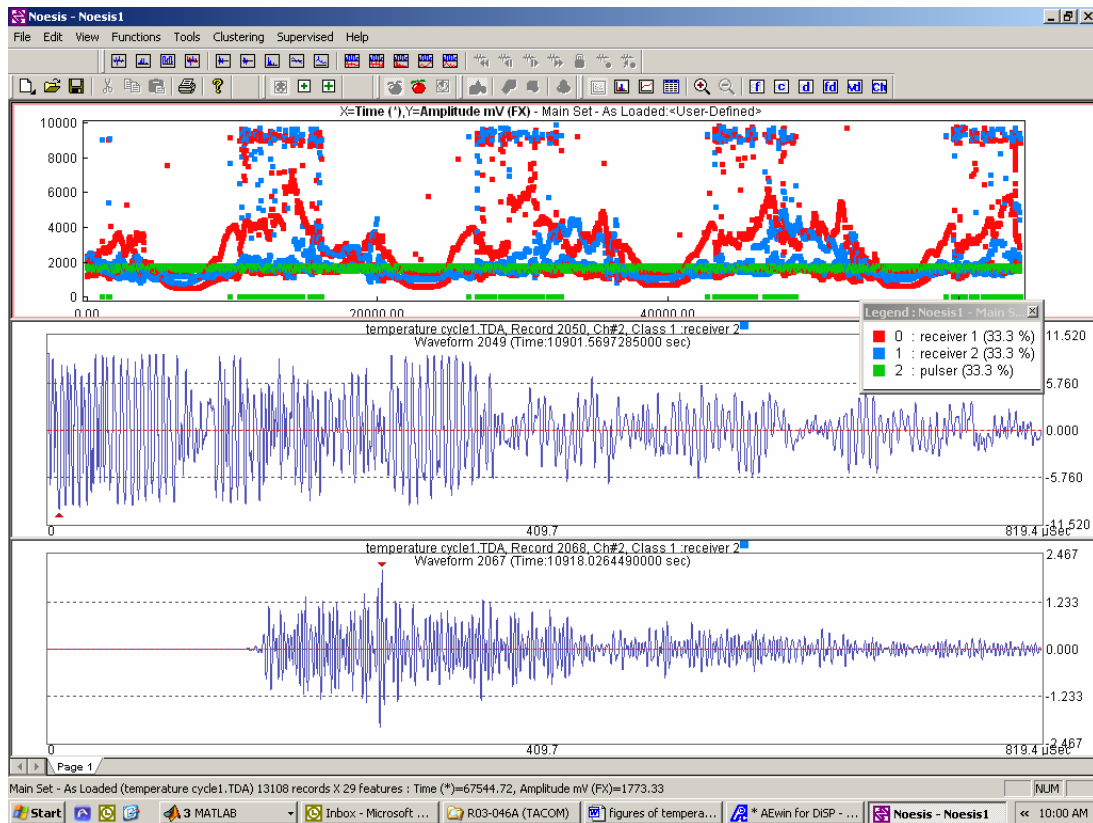 Noesis - Noesis1
File Edit View Functions Tools Clustering Supervised Help
f c d fd vd Ch
X=Time (*),Y=Amplitude mV (FX) - Main Set - As Loaded:<User-Defined>
10000
8000
6000
4000
2000
0
0.00 20000.00 40000.00
Legend : Noesis1 - Main S...
0 : receiver 1 (33.3 %)
1 : receiver 2 (33.3 %)
2 : pulser (33.3 %)
temperature cycle1.TDA, Record 2050, Ch#2, Class 1 :receiver 2
Waveform 2049 (Time:10901.5697285000 sec)
11.520
5.760
0.000
-5.760
-11.520
0 409.7 819.4 µSec
temperature cycle1.TDA, Record 2068, Ch#2, Class 1 :receiver 2
Waveform 2067 (Time:10918.0264490000 sec)
2.467
1.233
0.000
-1.233
-2.467
0 409.7 819.4 µSec
Page 1
Main Set - As Loaded (temperature cycle1.TDA) 13108 records X 29 features : Time (*)=67544.72, Amplitude mV (FX)=1773.33
NUM
Start 3 MATLAB Inbox - Microsoft ... R03-046A (TACOM) figures of tempera... * AEwin for DiSP - ... Noesis - Noesis1 « 10:00 AM